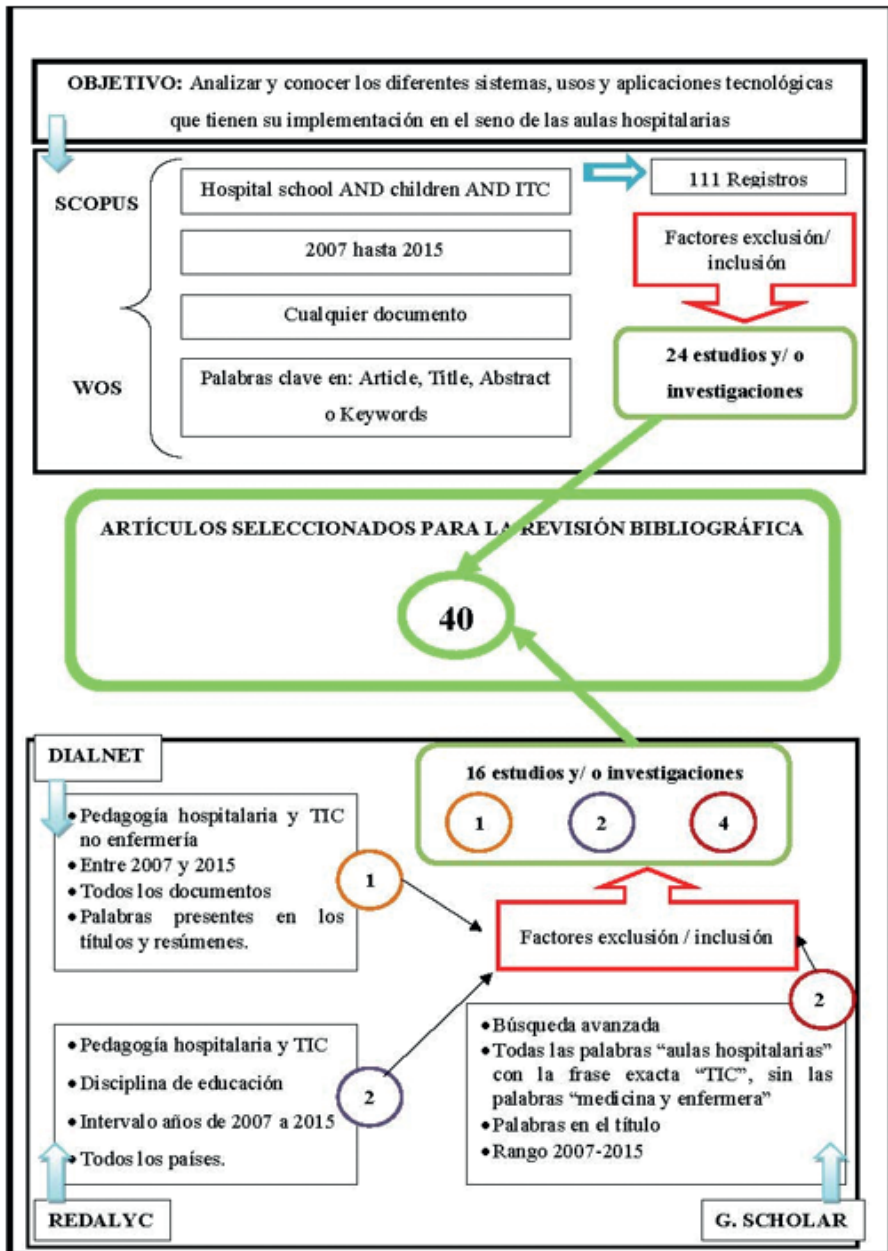 OBJETIVO: Analizar y conocer los diferentes sistemas, usos y aplicaciones tecnológicas
que tienen su implementación en el seno de las aulas hospitalarias
SCOPUS
WOS
Hospital school AND children AND ITC
2007 hasta 2015
Cualquier documento
Palabras clave en: Article, Title, Abstract
o Keywords
111 Registros
Factores exclusión/
inclusión
24 estudios y/ o
investigaciones
ARTÍCULOS SELECCIONADOS PARA LA REVISIÓN BIBLIOGRÁFICA
40
DIALNET
• Pedagogía hospitalaria y TIC
no enfermería
• Entre 2007 y 2015
• Todos los documentos
• Palabras presentes en los
títulos y resúmenes.
1
16 estudios y/ o investigaciones
1 2 4
Factores exclusión / inclusión
• Pedagogía hospitalaria y TIC
• Disciplina de educación
• Intervalo años de 2007 a 2015
• Todos los países.
2
REDALYC
2
• Búsqueda avanzada
• Todas las palabras “aulas hospitalarias”
con la frase exacta “TIC”, sin las
palabras “medicina y enfermera”
• Palabras en el título
• Rango 2007-2015
G. SCHOLAR